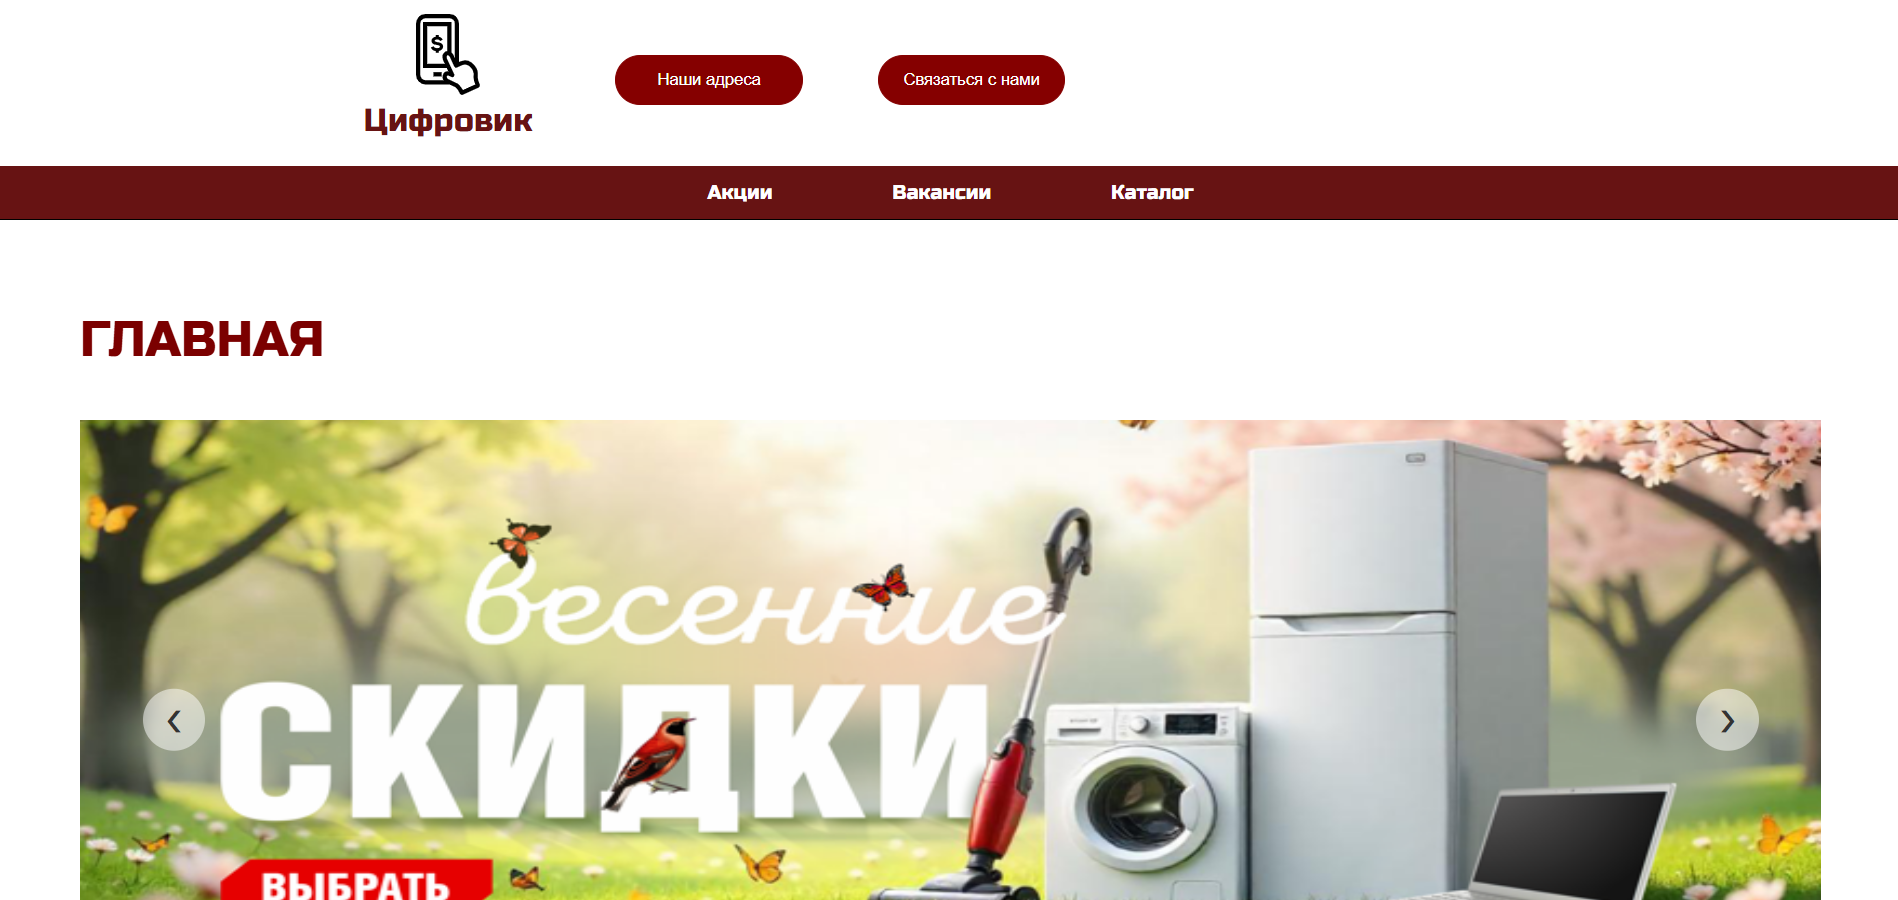 $
Цифровик
Наши адреса
Связаться с нами
Акции
Вакансии
Каталог
ГЛАВНАЯ
весенние
СКИДКИ
ВЫБРАТЬ